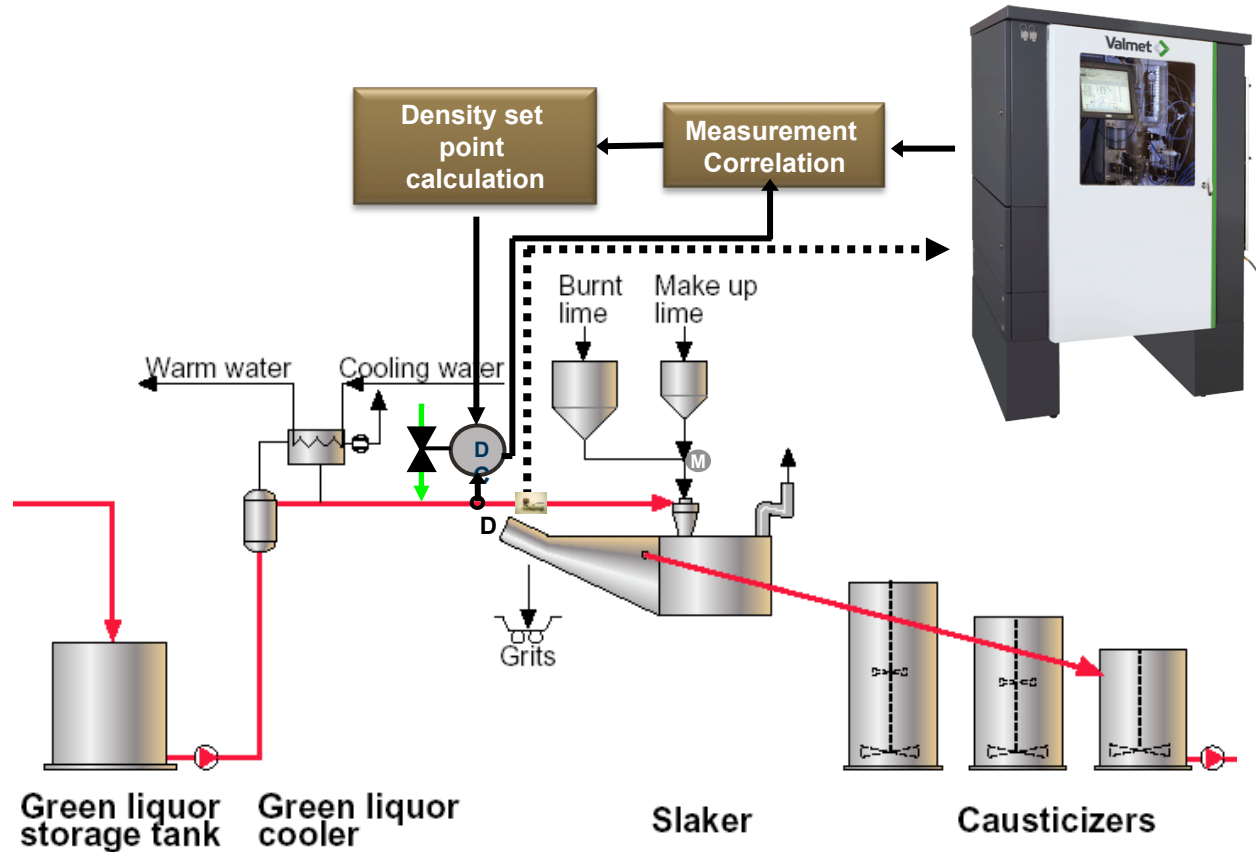 Valmet
Density set
point
calculation
Measurement
Correlation
Burnt
lime
Make up
lime
Warm water
Cooling water
DC
M
D
Grits
Green liquor
storage tank
Green liquor
cooler
Slaker
Causticizers